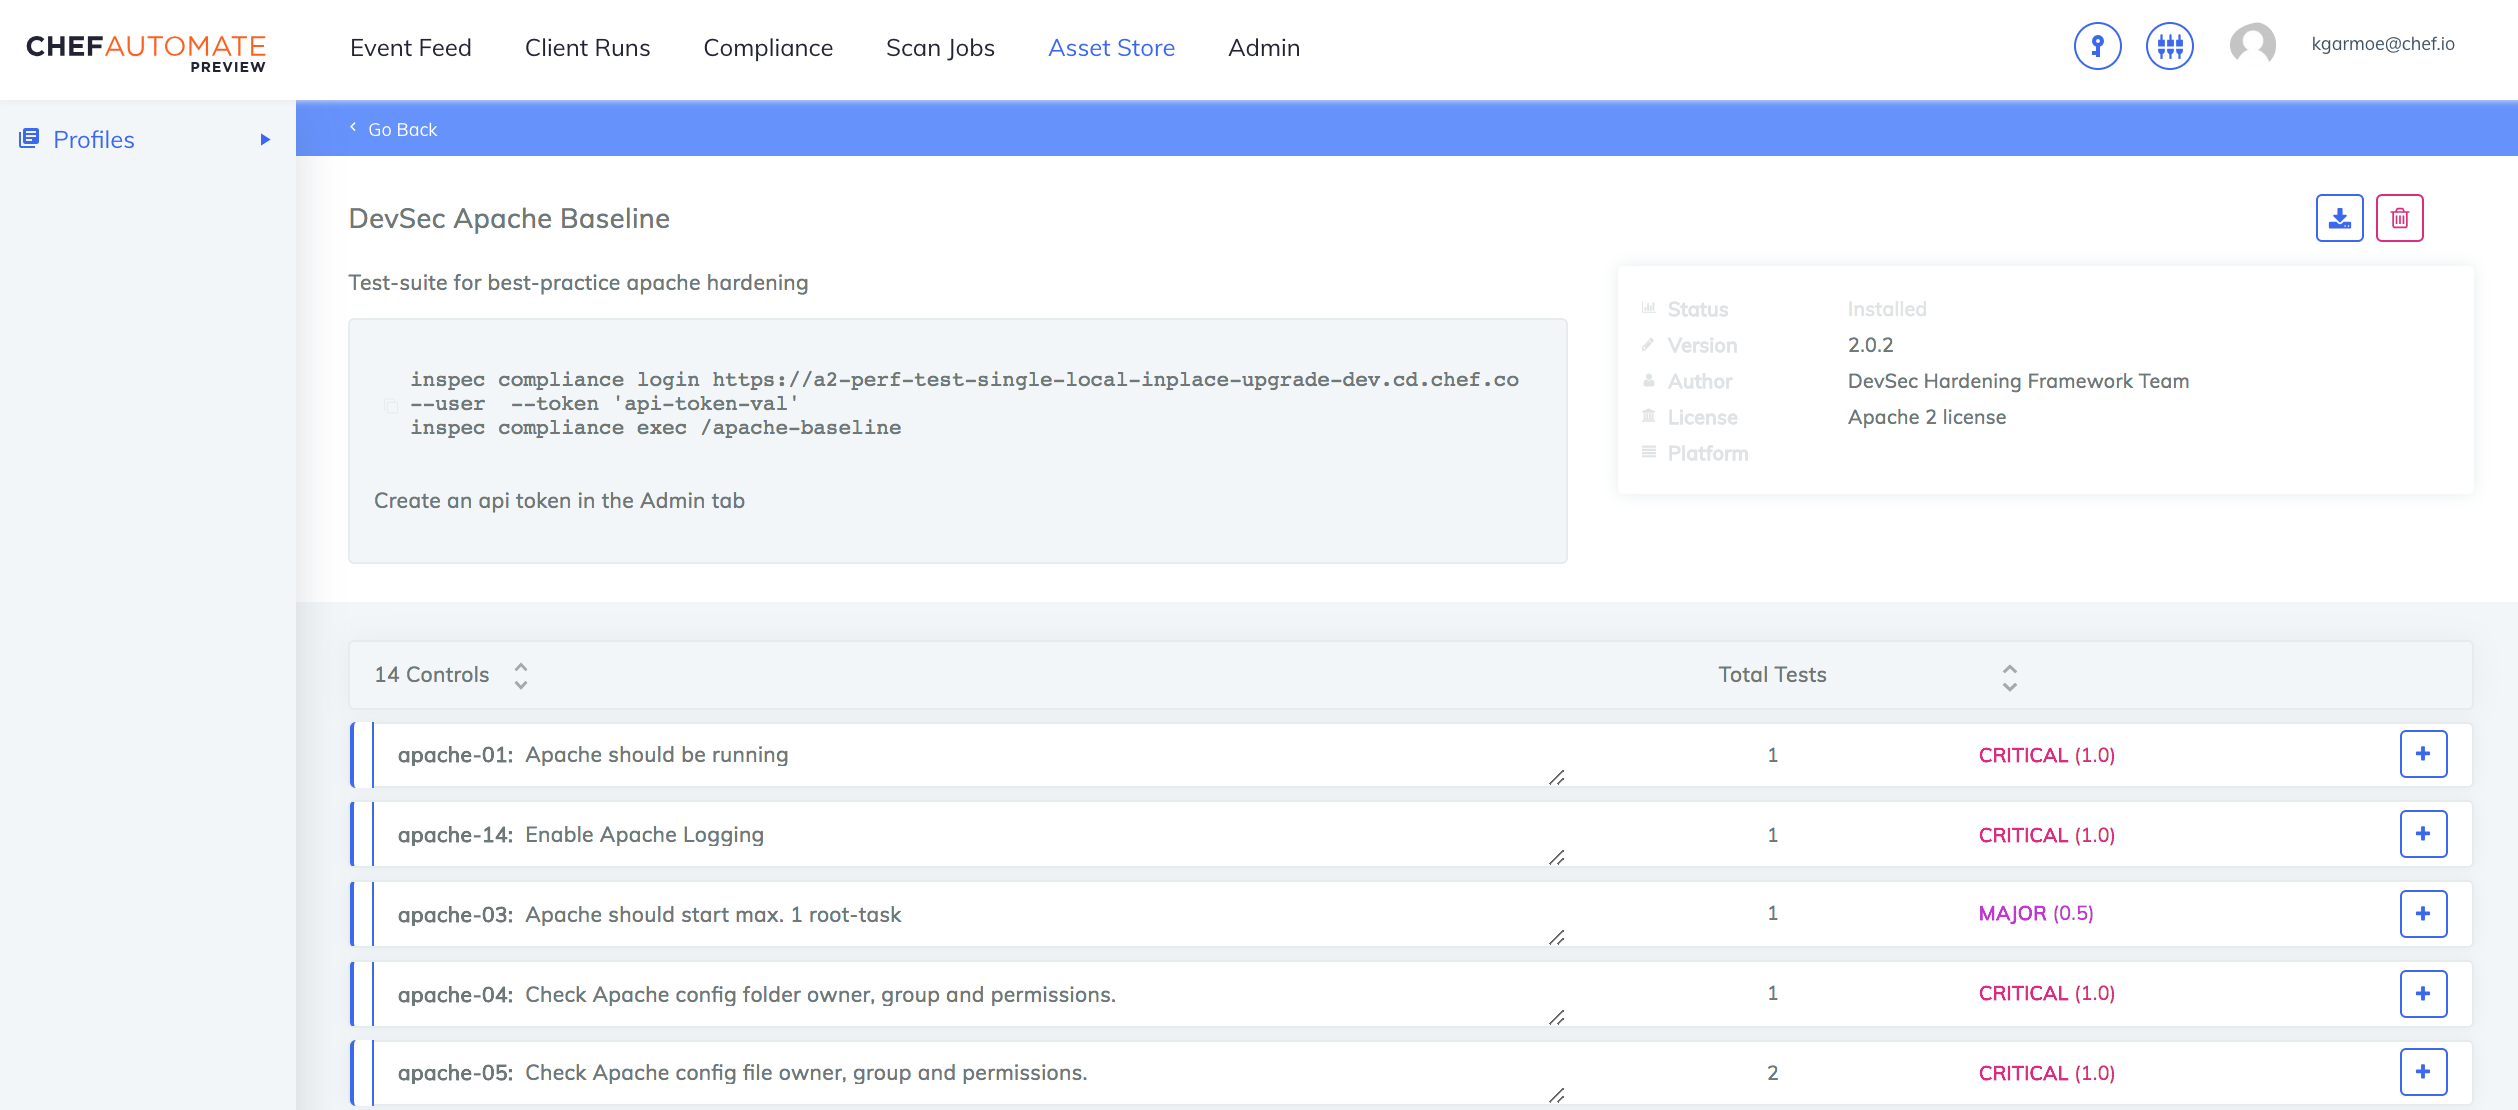 CHEFAUTOMATE
PREVIEW
Event Feed
Client Runs
Compliance
Scan Jobs
Asset Store
Admin
kgarmoe@chef.io
Profiles
Go Back
DevSec Apache Baseline
Test-suite for best-practice apache hardening
inspec compliance login https://a2-perf-test-single-local-inplace-upgrade-dev.cd.chef.co
--user  --token 'api-token-val'
inspec compliance exec /apache-baseline
Create an api token in the Admin tab
Status Installed
Version 2.0.2
Author DevSec Hardening Framework Team
License Apache 2 license
Platform
14 Controls Total Tests
apache-01: Apache should be running 1 CRITICAL (1.0) +
apache-14: Enable Apache Logging 1 CRITICAL (1.0) +
apache-03: Apache should start max. 1 root-task 1 MAJOR (0.5) +
apache-04: Check Apache config folder owner, group and permissions. 1 CRITICAL (1.0) +
apache-05: Check Apache config file owner, group and permissions. 2 CRITICAL (1.0) +